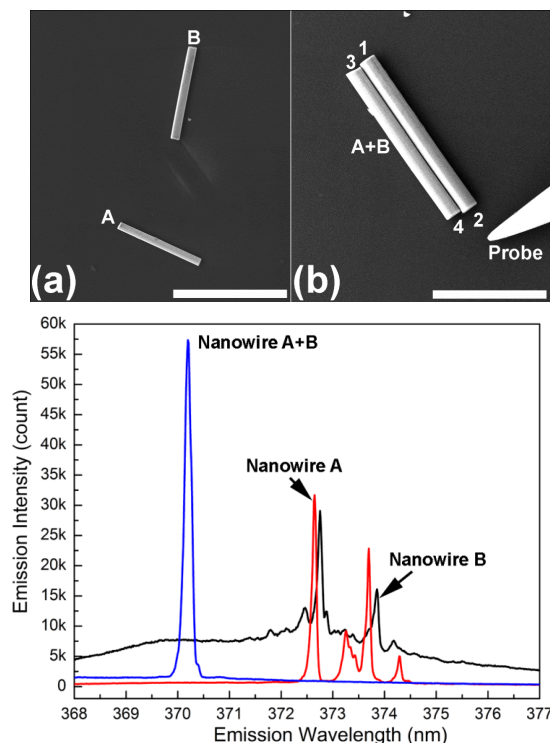 B
A
(a)
1
3
A+B
2
4
Probe
(b)
60k
55k
50k
45k
40k
35k
30k
25k
20k
15k
10k
5k
0
Emission Intensity (count)
Nanowire A+B
Nanowire A
Nanowire B
368 369 370 371 372 373 374 375 376 377
Emission Wavelength (nm)